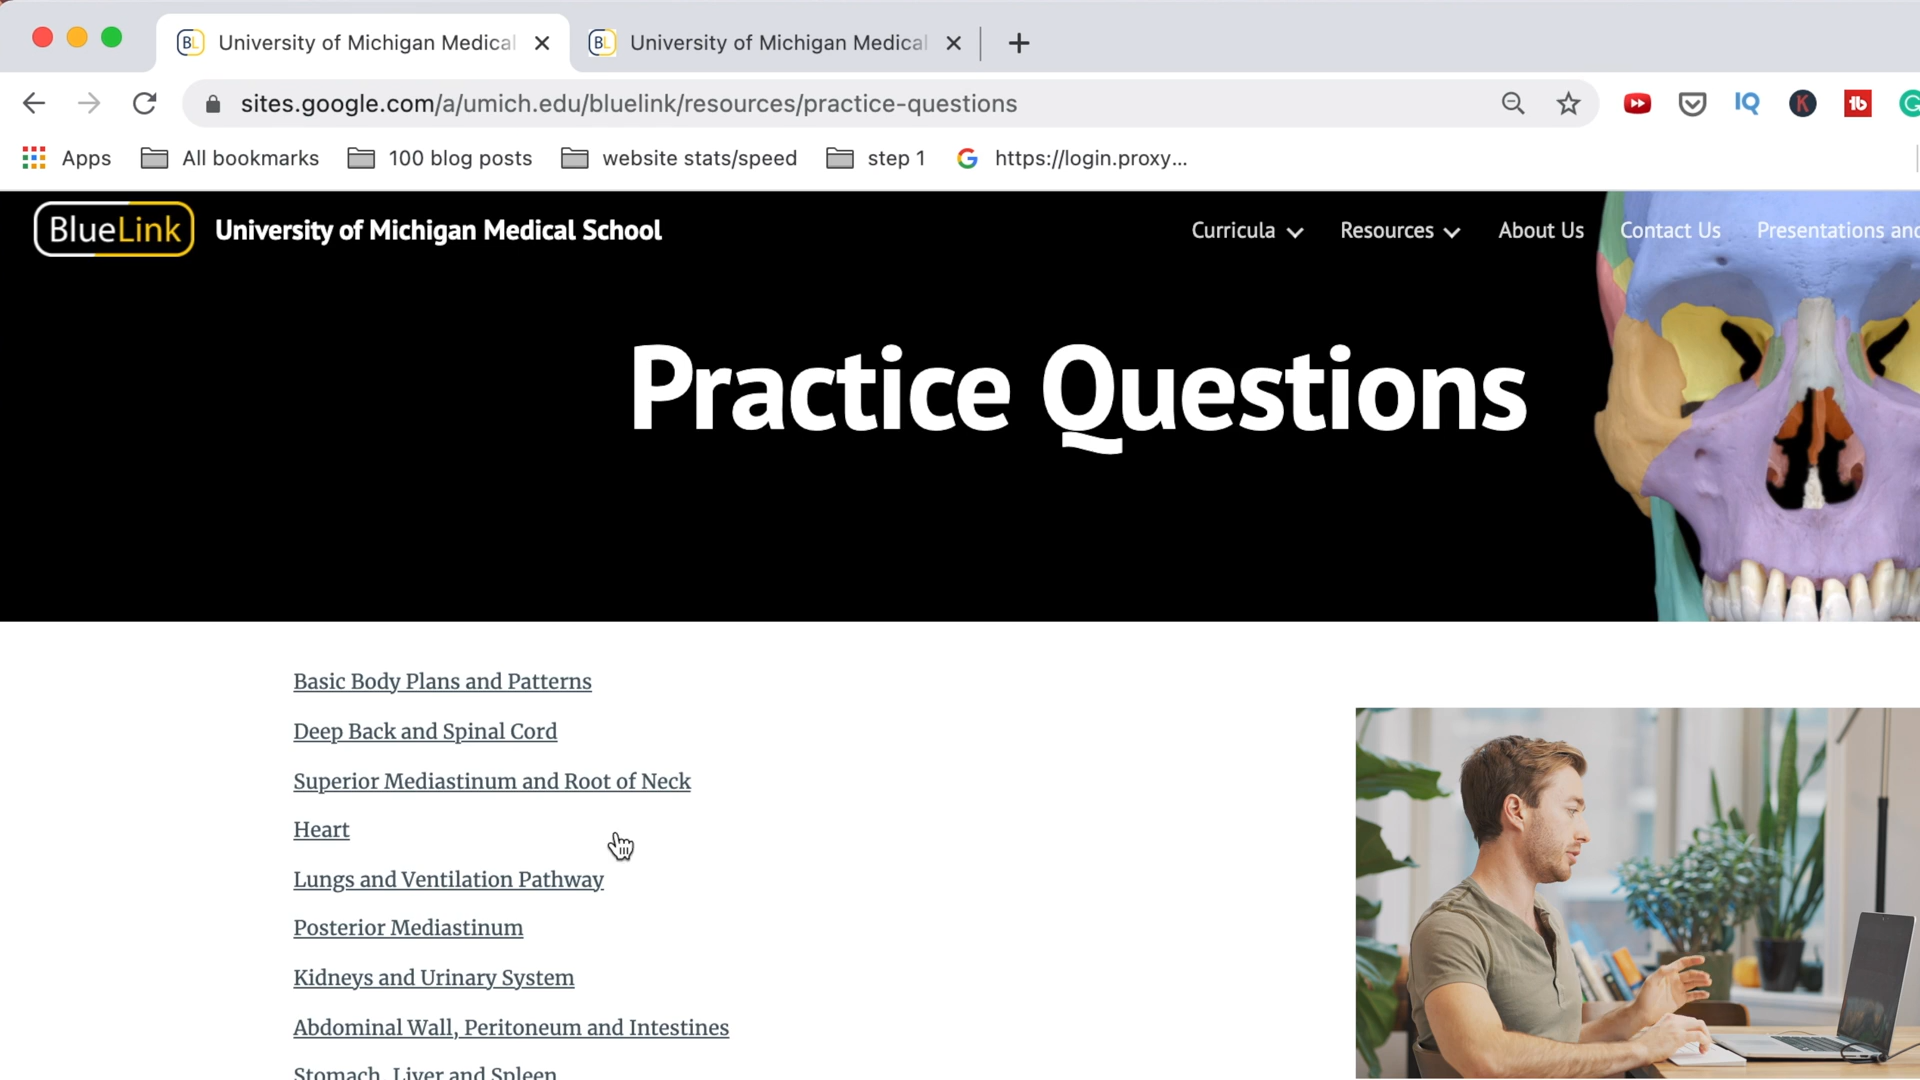 BL University of Michigan Medical
BL University of Michigan Medical
sites.google.com/a/umich.edu/bluelink/resources/practice-questions
IQ
K
Apps
All bookmarks
100 blog posts
website stats/speed
step 1
https://login.proxy...
BlueLink
University of Michigan Medical School
Curricula
Resources
About Us
Contact Us
Presentations and
Practice Questions
Basic Body Plans and Patterns
Deep Back and Spinal Cord
Superior Mediastinum and Root of Neck
Heart
Lungs and Ventilation Pathway
Posterior Mediastinum
Kidneys and Urinary System
Abdominal Wall, Peritoneum and Intestines
Stomach, Liver and Spleen